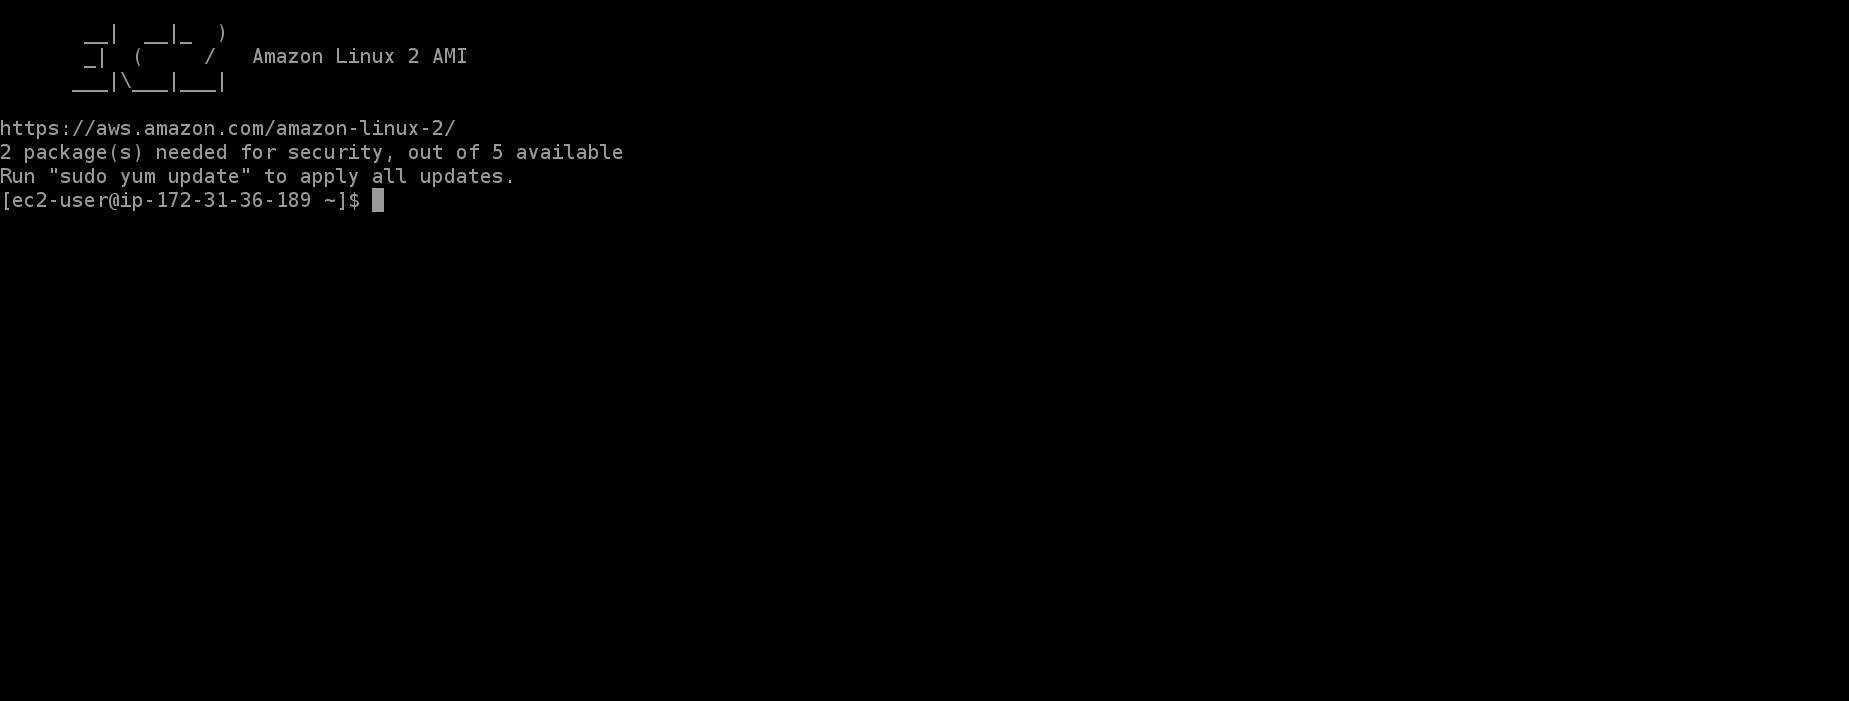 __|  __|_  )
       _|  (     /   Amazon Linux 2 AMI
      ___|\___|___|

https://aws.amazon.com/amazon-linux-2/
2 package(s) needed for security, out of 5 available
Run "sudo yum update" to apply all updates.
[ec2-user@ip-172-31-36-189 ~]$